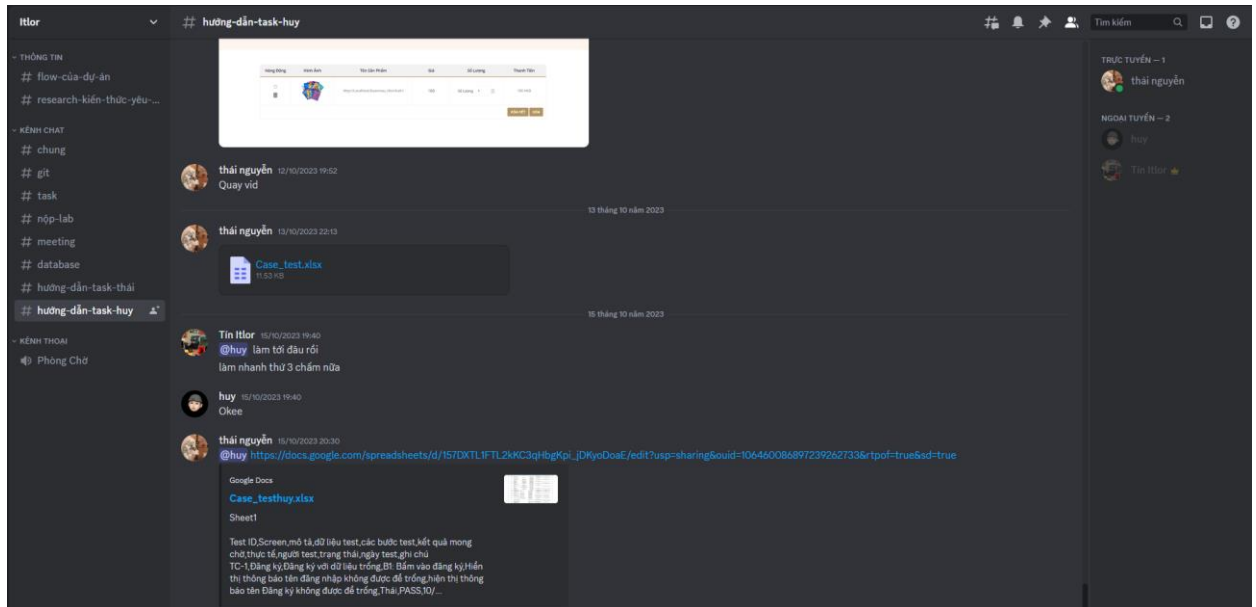 Itlor
# hướng-dẫn-task-huy
Tìm kiếm
THÔNG TIN
# flow-của-dự-án
# research-kiến-thức-yêu-...
KÊNH CHAT
# chung
# git
# task
# nộp-lab
# meeting
# database
# hướng-dẫn-task-thái
# hướng-dẫn-task-huy
KÊNH THOẠI
Phòng Chờ
Hình Ảnh
Tên Sản Phẩm
Giá
Số Lượng
Thành Tiền
thái nguyễn 12/10/2023 19:52
Quay vid
13 tháng 10 năm 2023
thái nguyễn 13/10/2023 22:13
Case_test.xlsx
11.53 KB
15 tháng 10 năm 2023
Tín Itlor 15/10/2023 19:40
@huy làm tới đâu rồi
làm nhanh thứ 3 chấm nữa
huy 15/10/2023 19:40
Okee
thái nguyễn 15/10/2023 20:30
@huy https://docs.google.com/spreadsheets/d/157DXTL1FTL2kKC3qHbgKpi_jDKyoDoaE/edit?usp=sharing&ouid=106460086897239262733&rtpof=true&sd=true
Google Docs
Case_testhuy.xlsx
Sheet1
Test ID,Screen,mô tả,dữ liệu test,các bước test,kết quả mong
chờ,thực tế,người test,trạng thái,ngày test,ghi chú
TC-1,Đăng ký,Đăng ký với dữ liệu trống,B1: Bấm vào đăng ký,Hiển
thị thông báo tên đăng nhập không được để trống,hiện thị thông
báo tên Đăng ký không được để trống,Thái,PASS,10/...
TRỰC TUYẾN — 1
thái nguyễn
NGOẠI TUYẾN — 2
huy
Tín Itlor